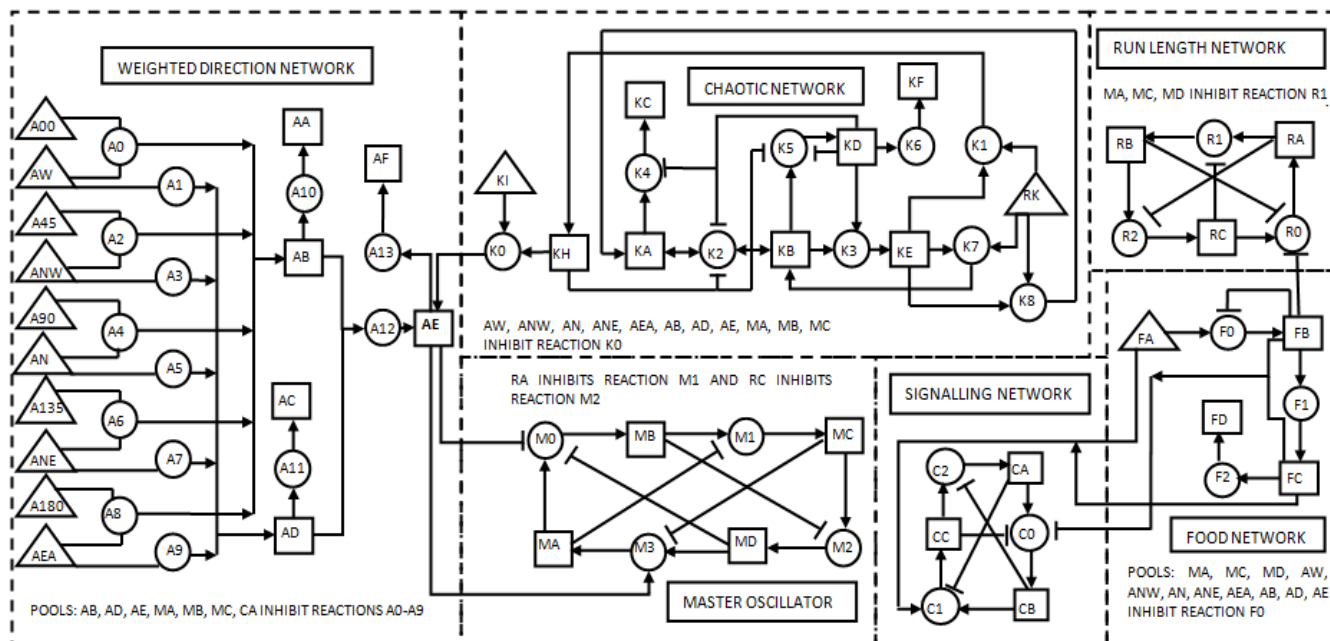 WEIGHTED DIRECTION NETWORK
A00
A0
AW
A1
A45
A2
ANW
A3
A90
A4
AN
A5
A135
A6
ANE
A7
A180
A8
AEA
A9
AA
A10
AB
AC
A11
AD
AF
A13
A12
AE
POOLS: AB, AD, AE, MA, MB, MC, CA INHIBIT REACTIONS A0-A9
CHAOTIC NETWORK
KI
K0
KH
KC
K4
KA
K2
K5
KB
KD
K3
KF
K6
KE
K1
K7
RK
K8
AW, ANW, AN, ANE, AEA, AB, AD, AE, MA, MB, MC
INHIBIT REACTION K0
RA INHIBITS REACTION M1 AND RC INHIBITS
REACTION M2
M0
MB
M1
MC
MA
M3
MD
M2
MASTER OSCILLATOR
SIGNALLING NETWORK
C2
CA
CC
C0
C1
CB
RUN LENGTH NETWORK
MA, MC, MD INHIBIT REACTION R1
RB
R1
RA
R2
RC
R0
FA
F0
FB
F1
FD
F2
FC
FOOD NETWORK
POOLS: MA, MC, MD, AW,
ANW, AN, ANE, AEA, AB, AD, AE
INHIBIT REACTION F0